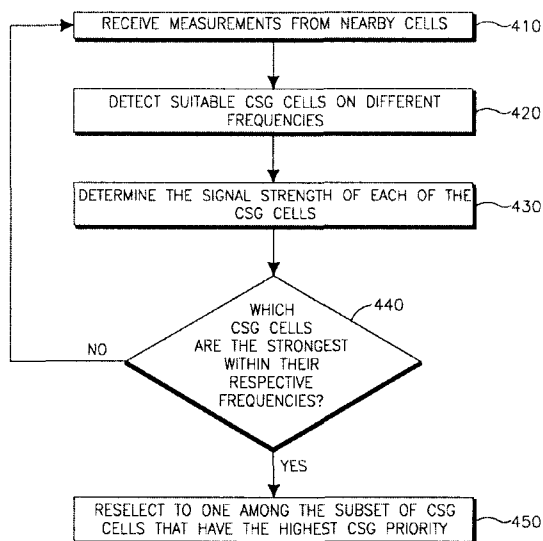 RECEIVE MEASUREMENTS FROM NEARBY CELLS
410
DETECT SUITABLE CSG CELLS ON DIFFERENT
FREQUENCIES
420
DETERMINE THE SIGNAL STRENGTH OF EACH OF THE
CSG CELLS
430
440
WHICH
CSG CELLS
ARE THE STRONGEST
WITHIN THEIR
RESPECTIVE
FREQUENCIES?
NO
YES
RESELECT TO ONE AMONG THE SUBSET OF CSG
CELLS THAT HAVE THE HIGHEST CSG PRIORITY
450